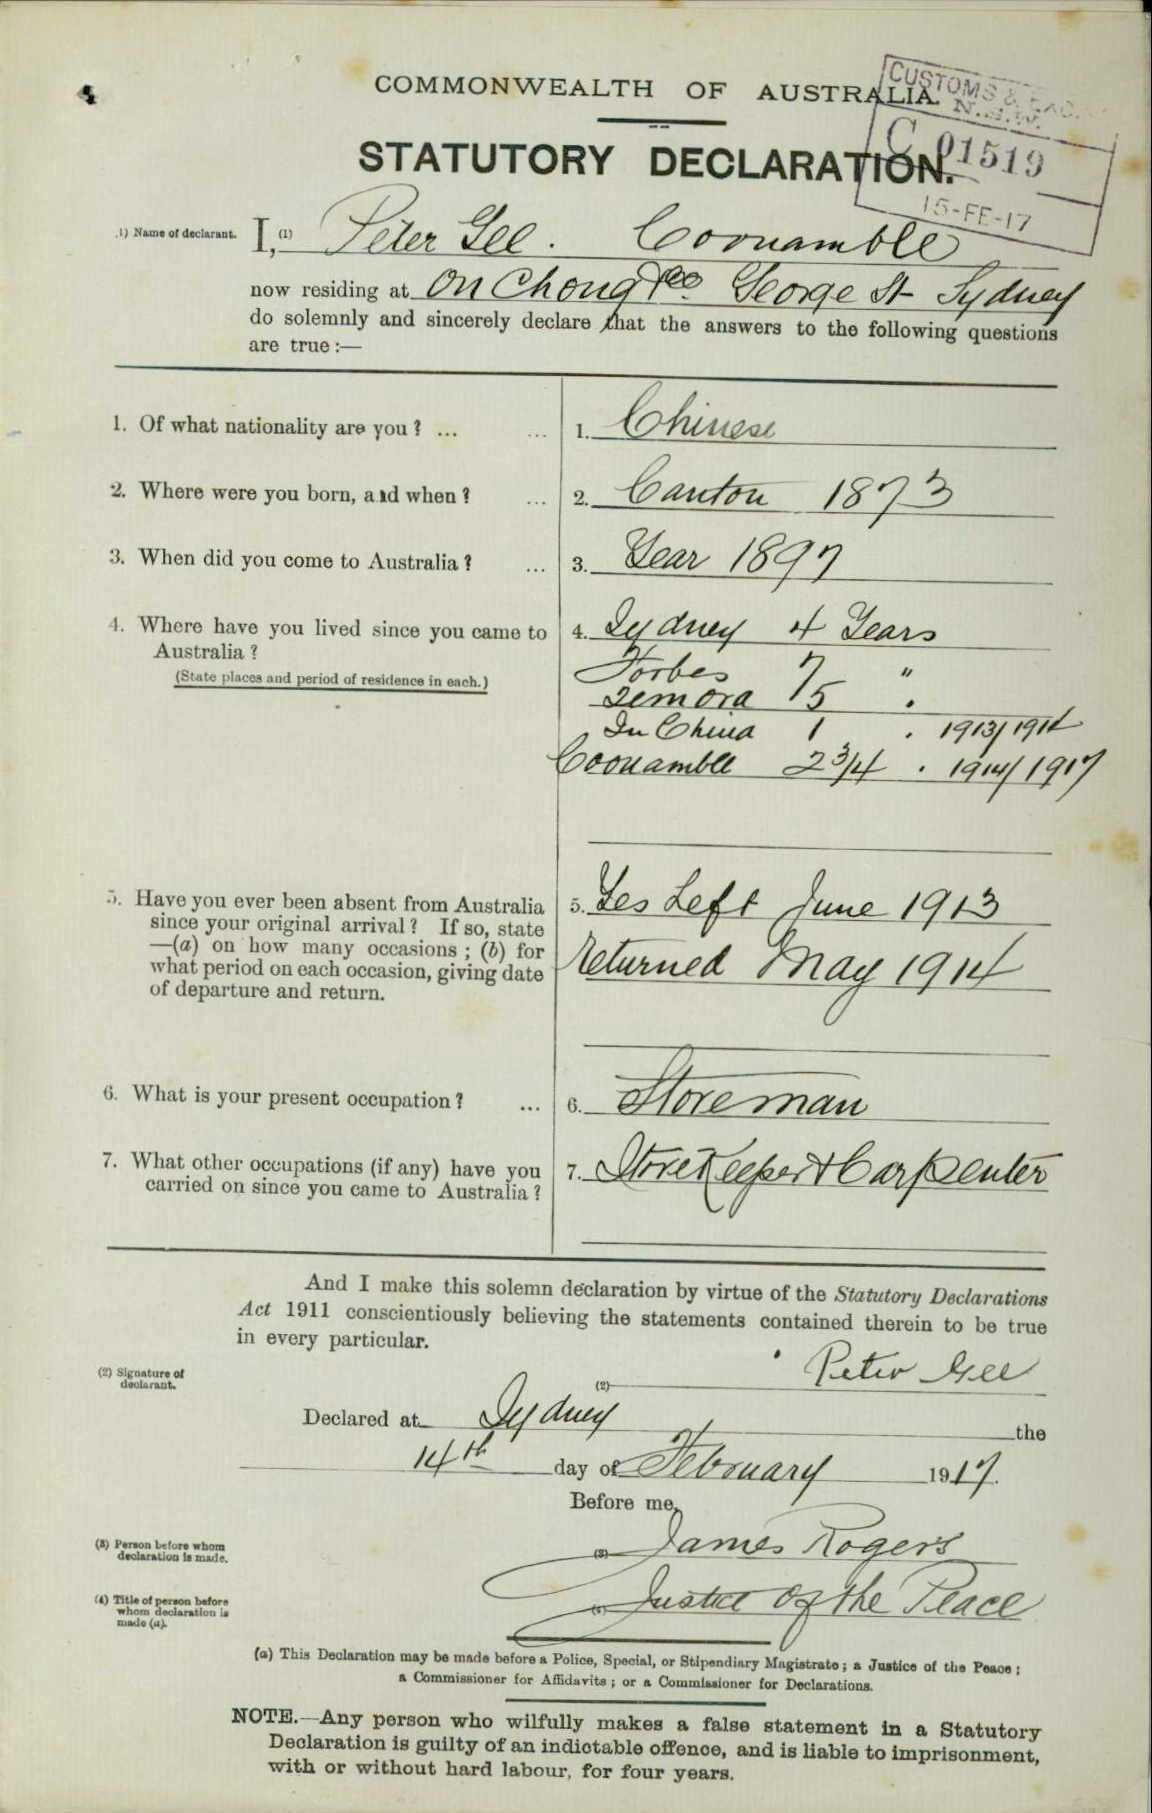 COMMONWEALTH OF AUSTRALIA.
CUSTOMS & EXC.
N.S.W.
C 01519
15-FE-17
STATUTORY DECLARATION.
(1) Name of declarant. I, (1) Peter Gee. Coonamble
now residing at On Chong & Co. George St Sydney
do solemnly and sincerely declare that the answers to the following questions
are true:—
1. Of what nationality are you? ... ... 1. Chinese
2. Where were you born, and when? ... 2. Canton 1873
3. When did you come to Australia? ... 3. Year 1897
4. Where have you lived since you came to 4. Sydney 4 Years
Australia? Forbes 7 "
(State places and period of residence in each.) Temora 5 "
In China 1 " 1913/1914
Coonamble 2 3/4 " 1914/1917
5. Have you ever been absent from Australia 5. Yes Left June 1913
since your original arrival? If so, state
—(a) on how many occasions; (b) for
what period on each occasion, giving date returned May 1914
of departure and return.
6. What is your present occupation? ... 6. Storeman
7. What other occupations (if any) have you 7. StoreKeeper & Carpenter
carried on since you came to Australia?
And I make this solemn declaration by virtue of the Statutory Declarations
Act 1911 conscientiously believing the statements contained therein to be true
in every particular.
(2) Signature of
declarant. (2) Peter Gee
Declared at Sydney the
14th day of February 1917.
Before me,
(3) Person before whom
declaration is made. (3) James Rogers
(4) Title of person before
whom declaration is
made (a). (4) Justice of the Peace
(a) This Declaration may be made before a Police, Special, or Stipendiary Magistrate; a Justice of the Peace;
a Commissioner for Affidavits; or a Commissioner for Declarations.
NOTE.—Any person who wilfully makes a false statement in a Statutory
Declaration is guilty of an indictable offence, and is liable to imprisonment,
with or without hard labour, for four years.